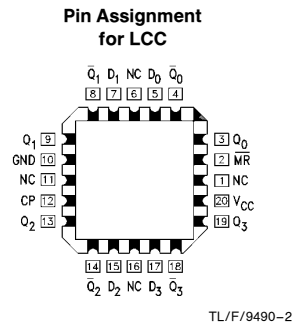 Pin Assignment
for LCC
Q̅₁ D₁ NC D₀ Q̅₀
8 7 6 5 4
Q₁ 9
GND 10
NC 11
CP 12
Q₂ 13
3 Q₀
2 M̅R̅
1 NC
20 V_CC
19 Q₃
14 15 16 17 18
Q̅₂ D₂ NC D₃ Q̅₃
TL/F/9490–2